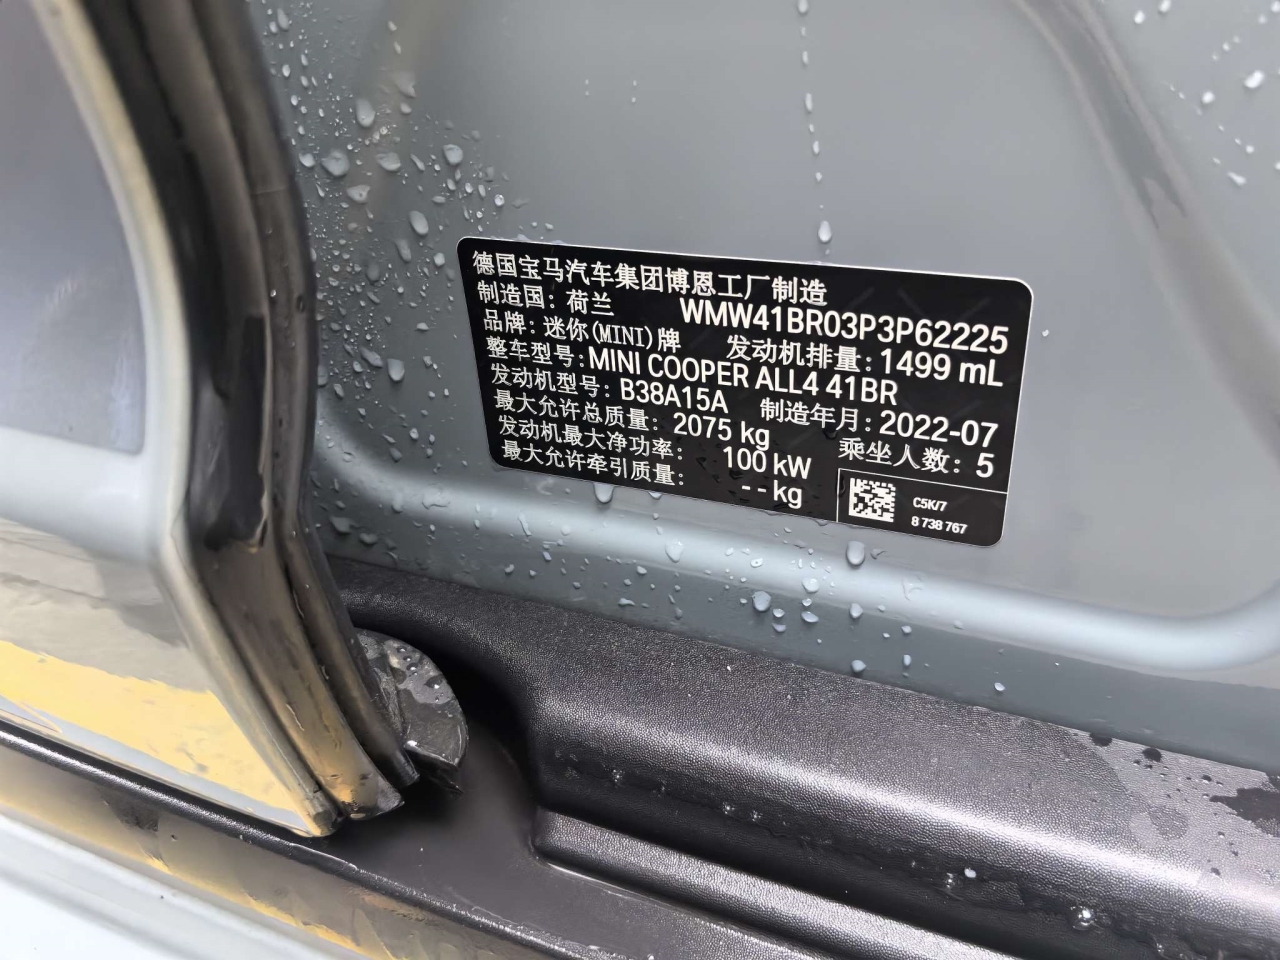 德国宝马汽车集团博恩工厂制造
制造国: 荷兰 WMW41BR03P3P62225
品牌: 迷你(MINI)牌 发动机排量: 1499 mL
整车型号: MINI COOPER ALL4 41BR
发动机型号: B38A15A 制造年月: 2022-07
最大允许总质量: 2075 kg 乘坐人数: 5
发动机最大净功率: 100 kW
最大允许牵引质量: --kg
C5K/7
8 738 767